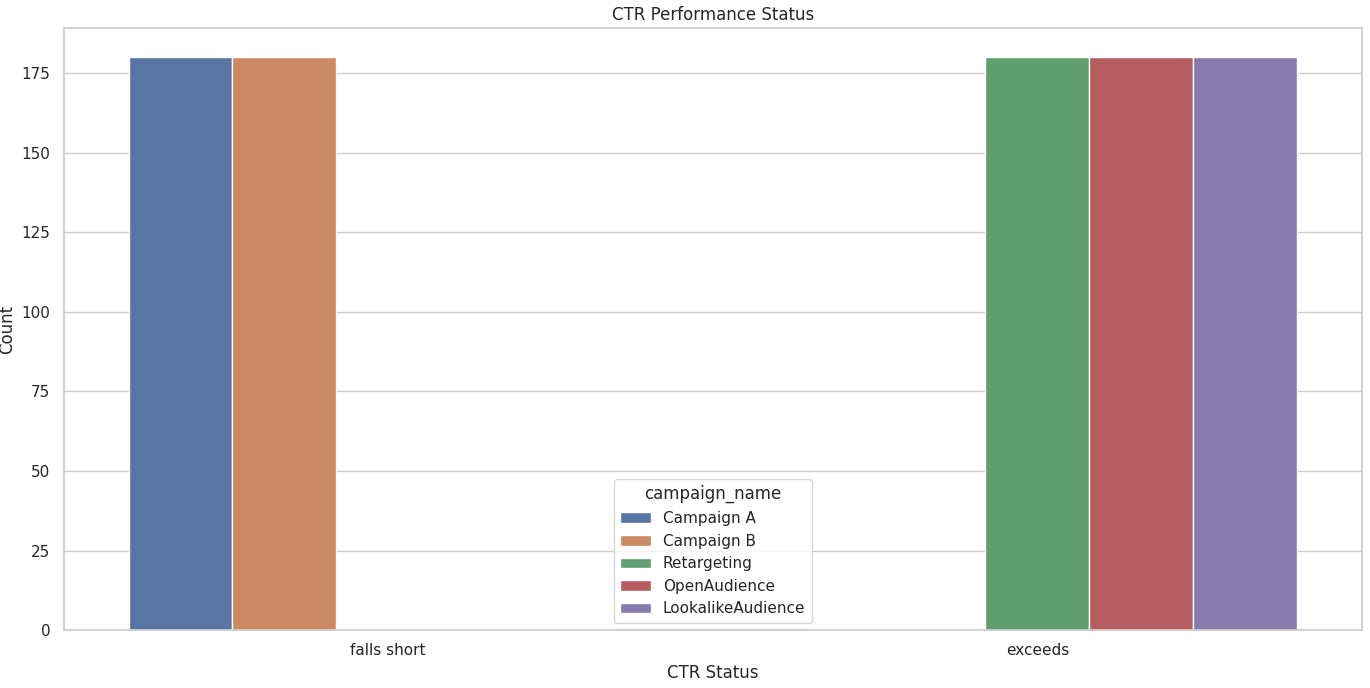 CTR Performance Status
Count
175
150
125
100
75
50
25
0
campaign_name
Campaign A
Campaign B
Retargeting
OpenAudience
LookalikeAudience
falls short
exceeds
CTR Status